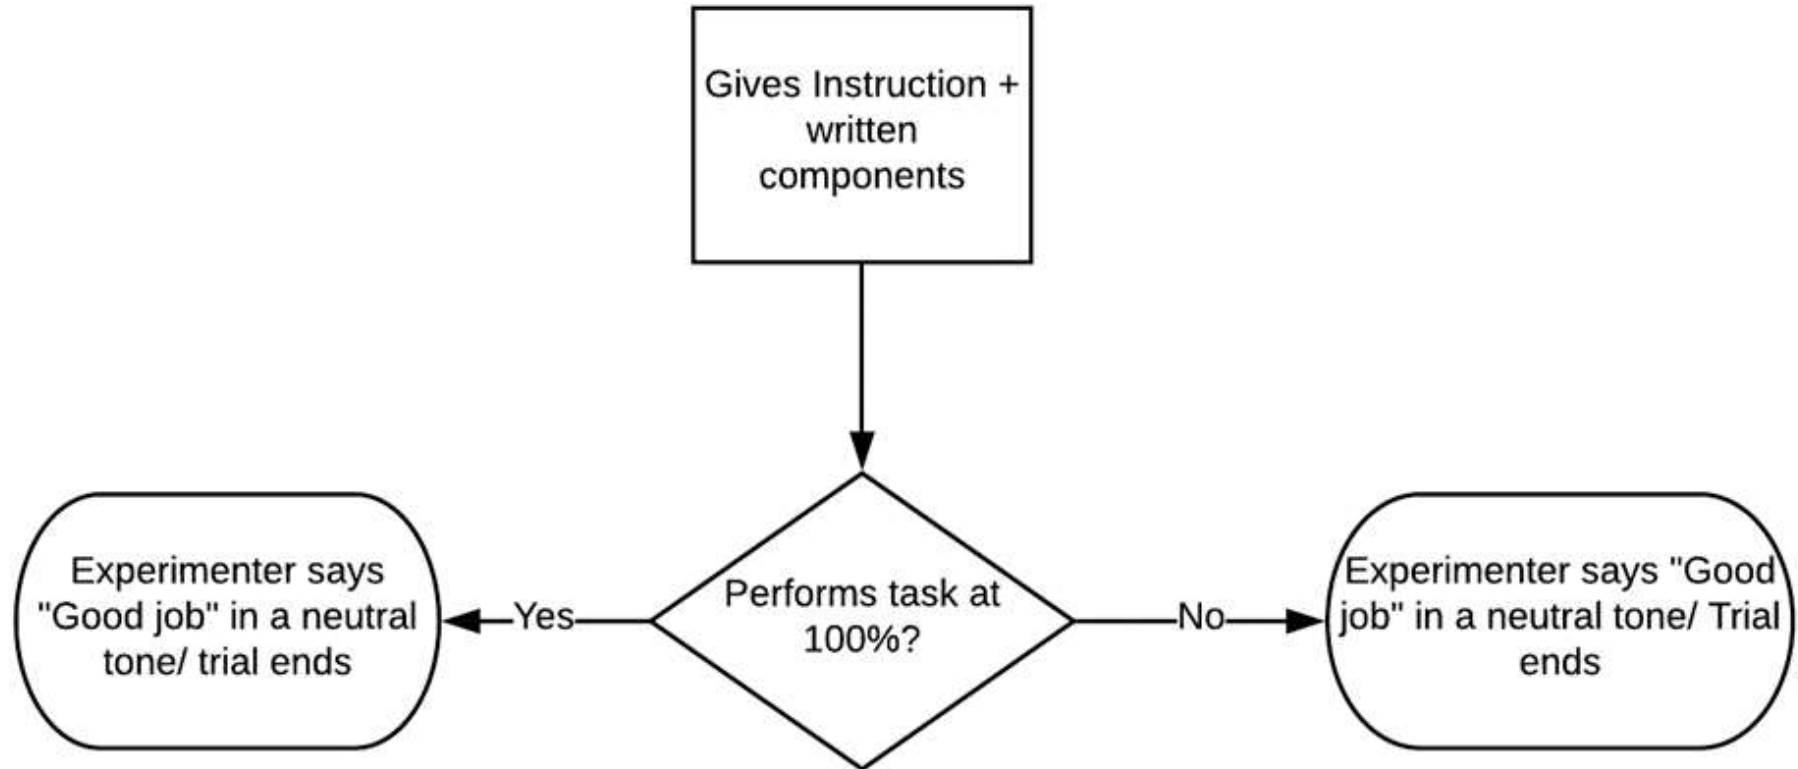 Gives Instruction +
written
components
Experimenter says
"Good job" in a neutral
tone/ trial ends
Yes
Performs task at
100%?
No
Experimenter says "Good
job" in a neutral tone/ Trial
ends